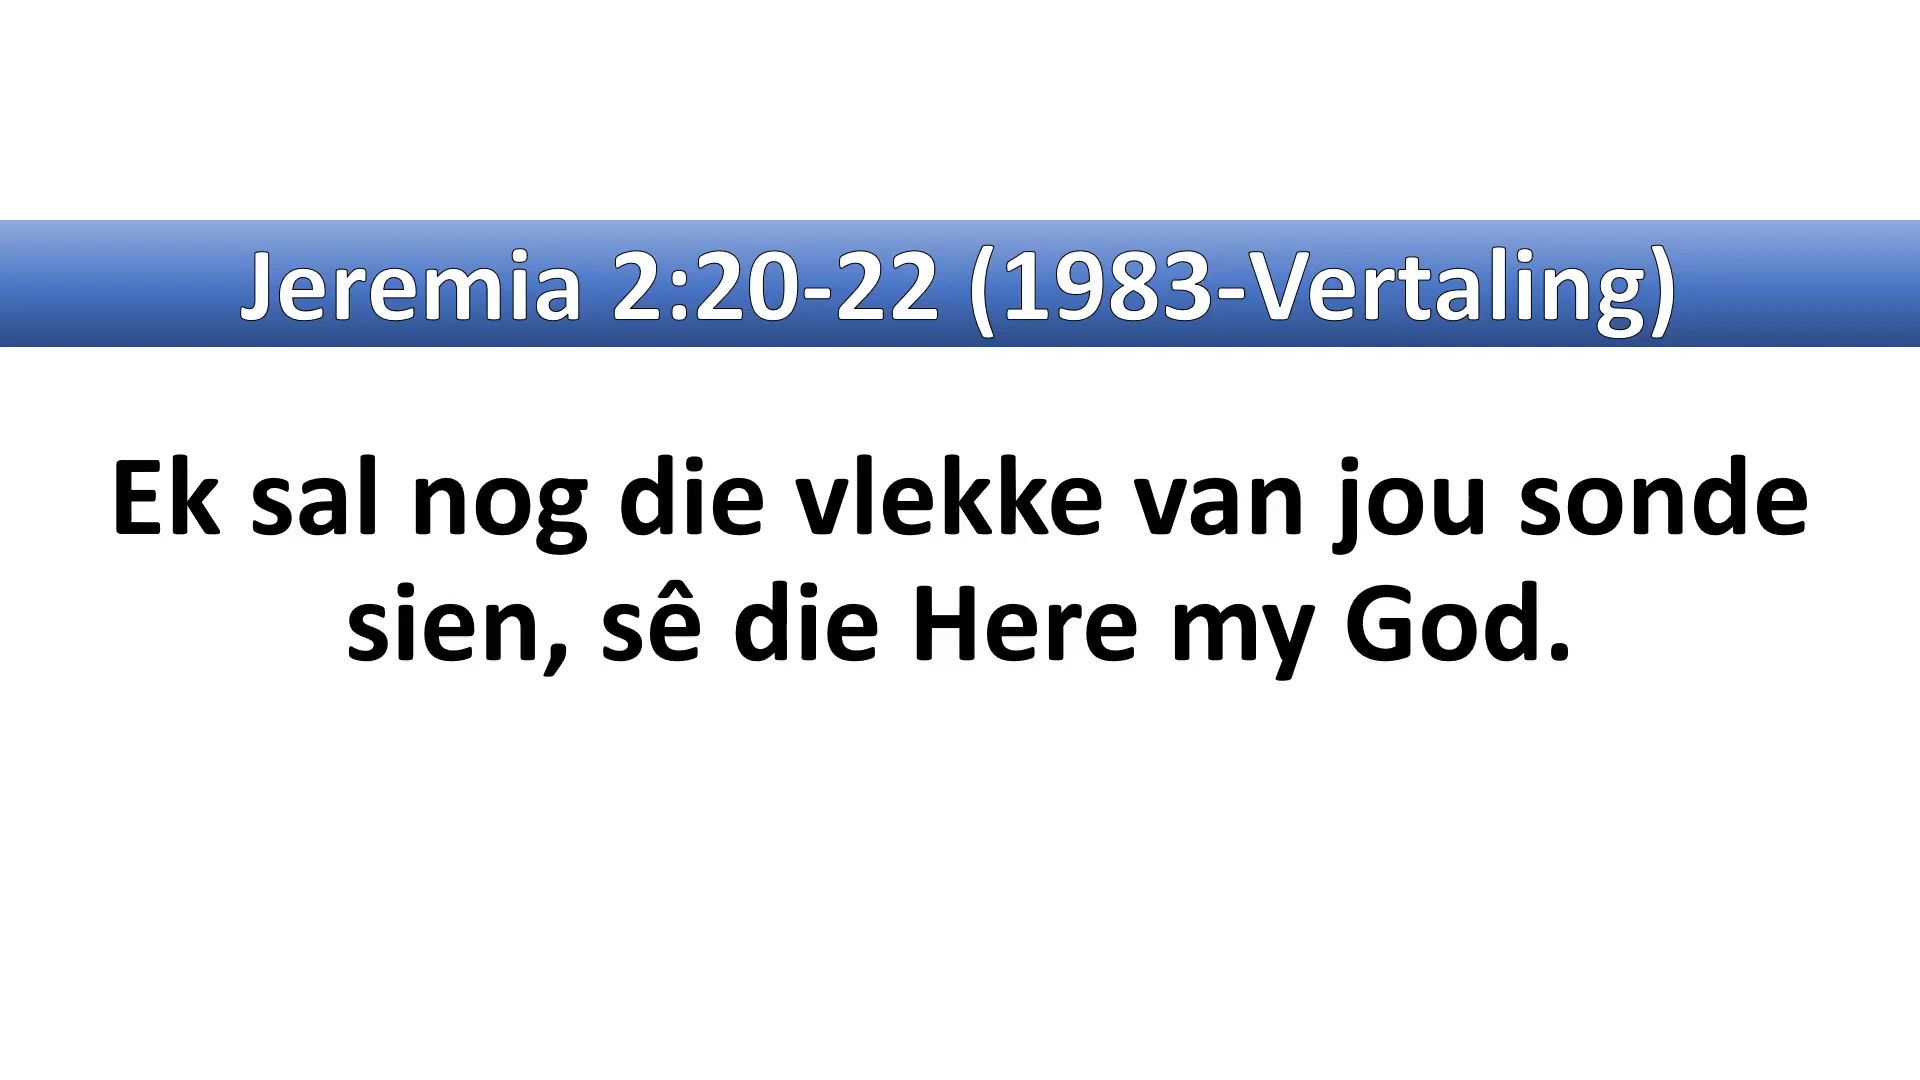 Jeremia 2:20-22 (1983-Vertaling)
Ek sal nog die vlekke van jou sonde
sien, sê die Here my God.